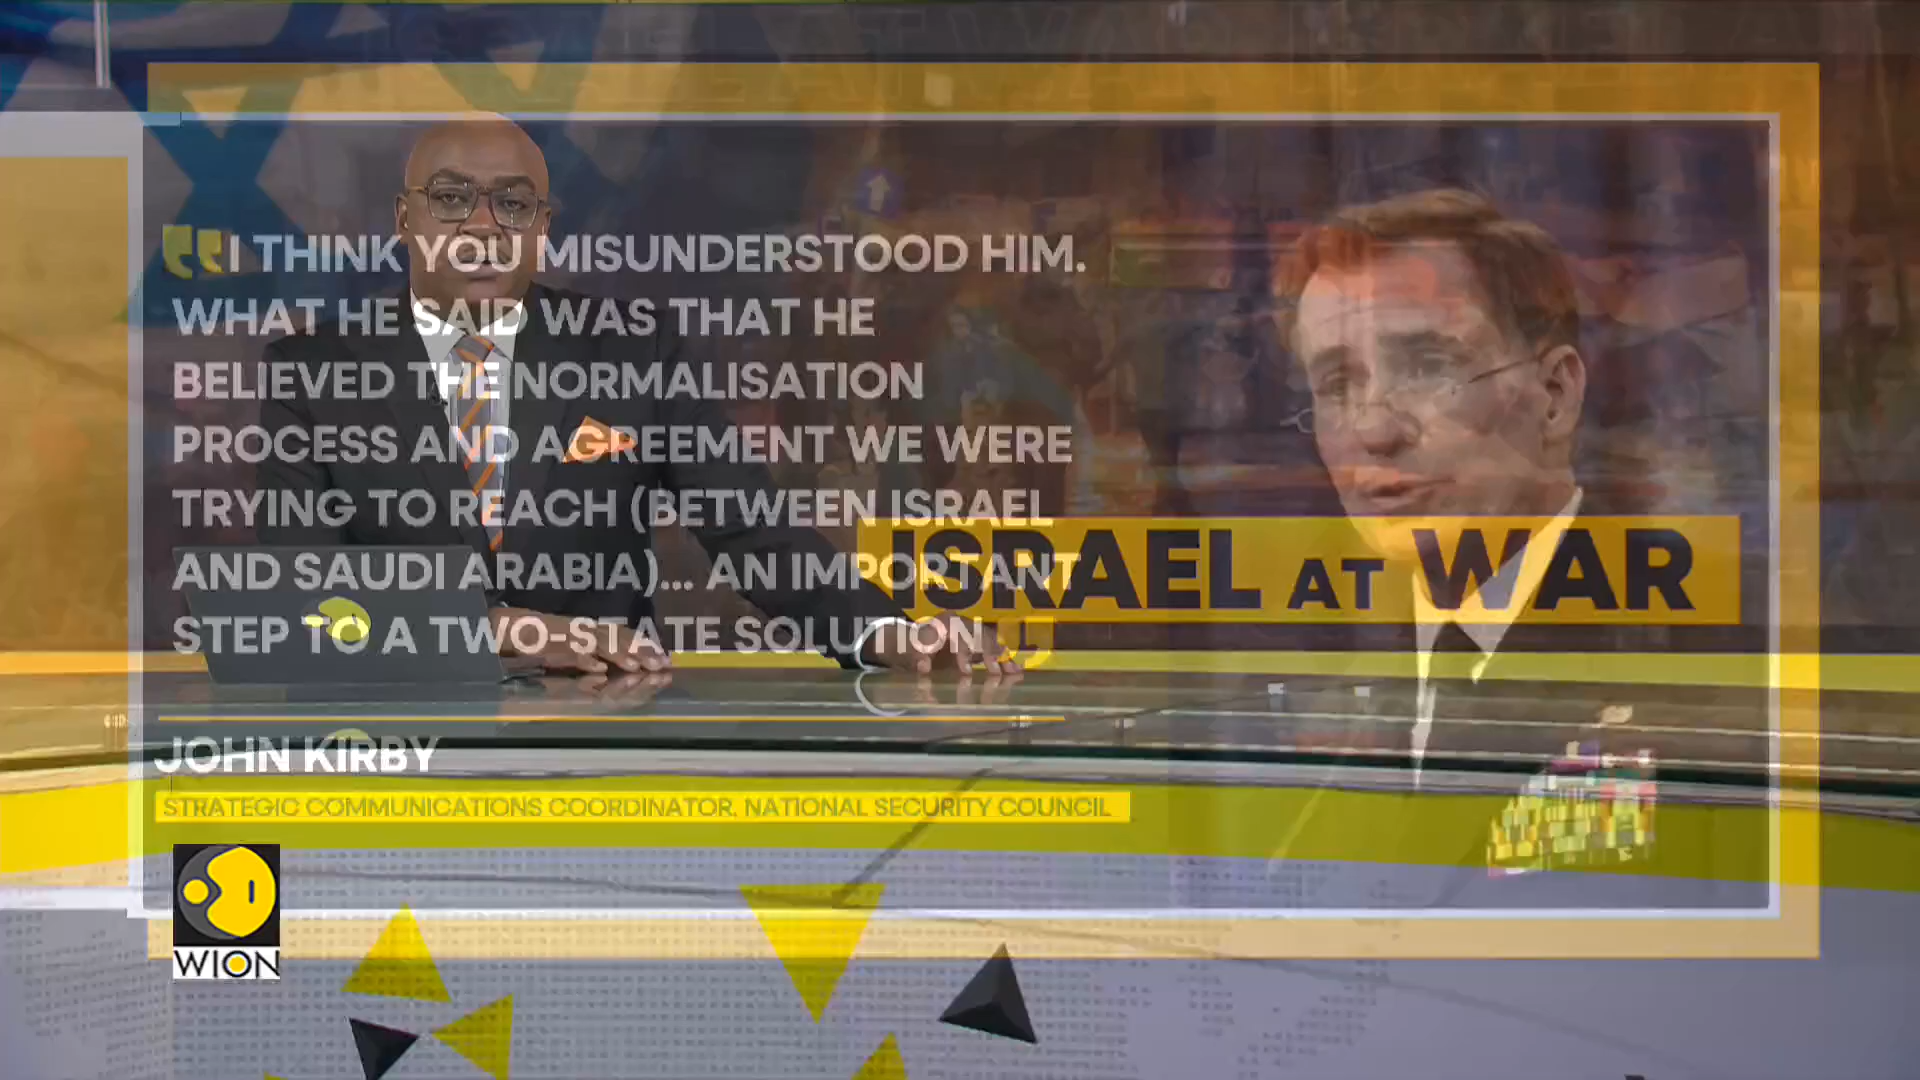 I THINK YOU MISUNDERSTOOD HIM.
WHAT HE SAID WAS THAT HE
BELIEVED THE NORMALISATION
PROCESS AND AGREEMENT WE WERE
TRYING TO REACH (BETWEEN ISRAEL
AND SAUDI ARABIA)... AN IMPORTANT
STEP TO A TWO-STATE SOLUTION
ISRAEL AT WAR
JOHN KIRBY
STRATEGIC COMMUNICATIONS COORDINATOR, NATIONAL SECURITY COUNCIL
WION